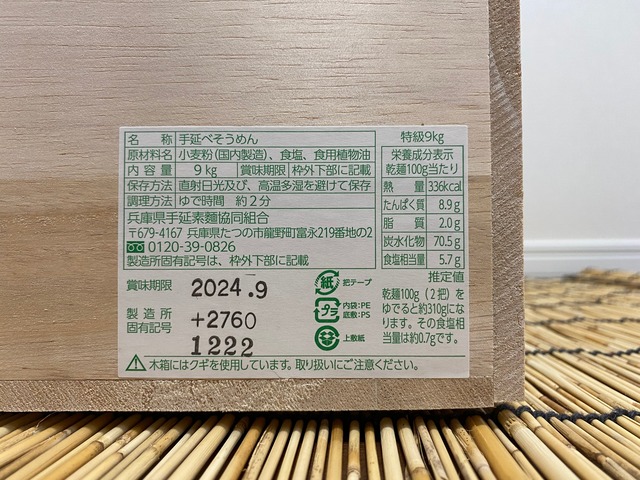 名称 手延べそうめん
原材料名 小麦粉(国内製造)、食塩、食用植物油
内容量 9kg 賞味期限 枠外下部に記載
保存方法 直射日光及び、高温多湿を避けて保存
調理方法 ゆで時間 約2分
兵庫県手延素麵協同組合
〒679-4167 兵庫県たつの市龍野町富永219番地の2
0120-39-0826
製造所固有記号は、枠外下部に記載
特級9kg
栄養成分表示
乾麺100g当たり
熱量 336kcal
たんぱく質 8.9g
脂質 2.0g
炭水化物 70.5g
食塩相当量 5.7g
推定値
乾麺100g(2把)を
ゆでると約310gにな
ります。その食塩相
当量は約0.7gです。
賞味期限 2024.9
製造所
固有記号 +2760
1222
紙 把テープ
プラ 内袋:PE
底敷:PS
上敷紙
木箱にはクギを使用しています。取り扱いにご注意ください。